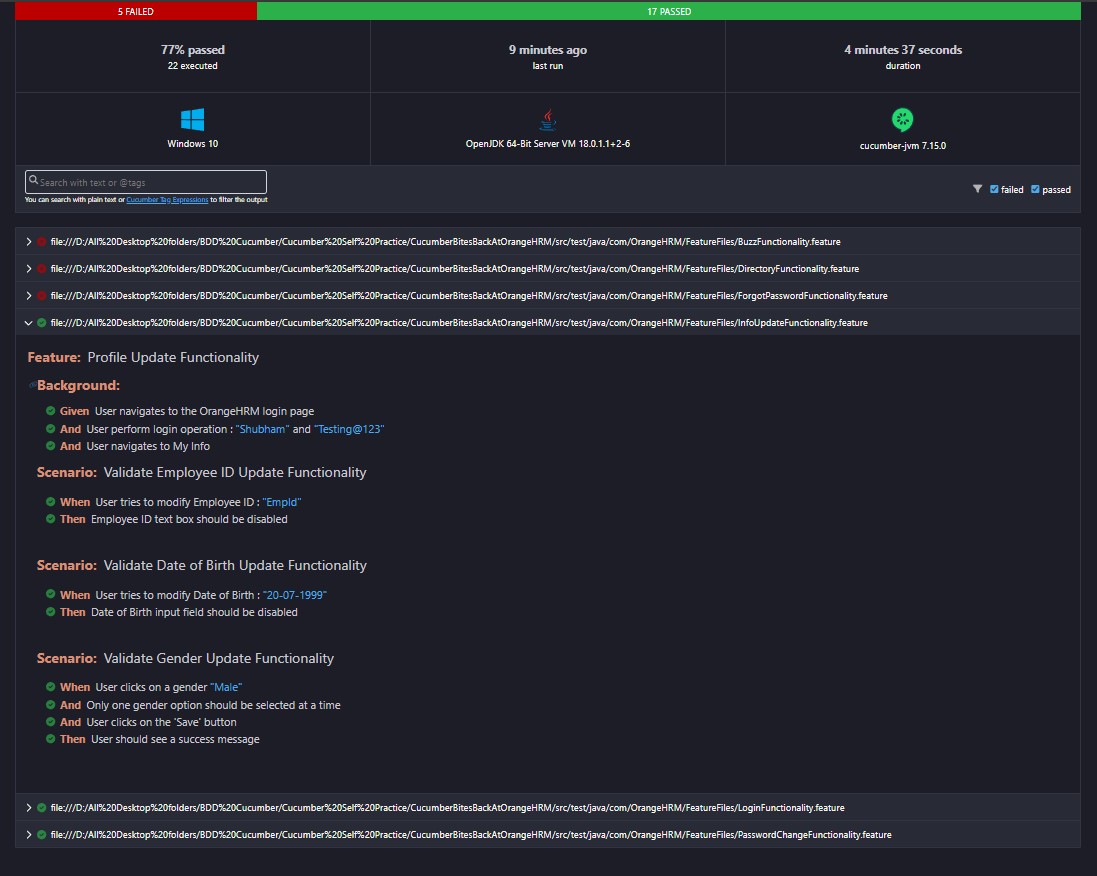 5 FAILED
17 PASSED
77% passed
22 executed
9 minutes ago
last run
4 minutes 37 seconds
duration
Windows 10
OpenJDK 64-Bit Server VM 18.0.1.1+2-6
cucumber-jvm 7.15.0
Search with text or @tags
You can search with plain text or Cucumber Tag Expressions to filter the output
failed
passed
file:///D:/All%20Desktop%20folders/BDD%20Cucumber/Cucumber%20Self%20Practice/CucumberBitesBackAtOrangeHRM/src/test/java/com/OrangeHRM/FeatureFiles/BuzzFunctionality.feature
file:///D:/All%20Desktop%20folders/BDD%20Cucumber/Cucumber%20Self%20Practice/CucumberBitesBackAtOrangeHRM/src/test/java/com/OrangeHRM/FeatureFiles/DirectoryFunctionality.feature
file:///D:/All%20Desktop%20folders/BDD%20Cucumber/Cucumber%20Self%20Practice/CucumberBitesBackAtOrangeHRM/src/test/java/com/OrangeHRM/FeatureFiles/ForgotPasswordFunctionality.feature
file:///D:/All%20Desktop%20folders/BDD%20Cucumber/Cucumber%20Self%20Practice/CucumberBitesBackAtOrangeHRM/src/test/java/com/OrangeHRM/FeatureFiles/InfoUpdateFunctionality.feature
Feature: Profile Update Functionality
Background:
Given User navigates to the OrangeHRM login page
And User perform login operation : "Shubham" and "Testing@123"
And User navigates to My Info
Scenario: Validate Employee ID Update Functionality
When User tries to modify Employee ID : "EmpId"
Then Employee ID text box should be disabled
Scenario: Validate Date of Birth Update Functionality
When User tries to modify Date of Birth : "20-07-1999"
Then Date of Birth input field should be disabled
Scenario: Validate Gender Update Functionality
When User clicks on a gender "Male"
And Only one gender option should be selected at a time
And User clicks on the 'Save' button
Then User should see a success message
file:///D:/All%20Desktop%20folders/BDD%20Cucumber/Cucumber%20Self%20Practice/CucumberBitesBackAtOrangeHRM/src/test/java/com/OrangeHRM/FeatureFiles/LoginFunctionality.feature
file:///D:/All%20Desktop%20folders/BDD%20Cucumber/Cucumber%20Self%20Practice/CucumberBitesBackAtOrangeHRM/src/test/java/com/OrangeHRM/FeatureFiles/PasswordChangeFunctionality.feature